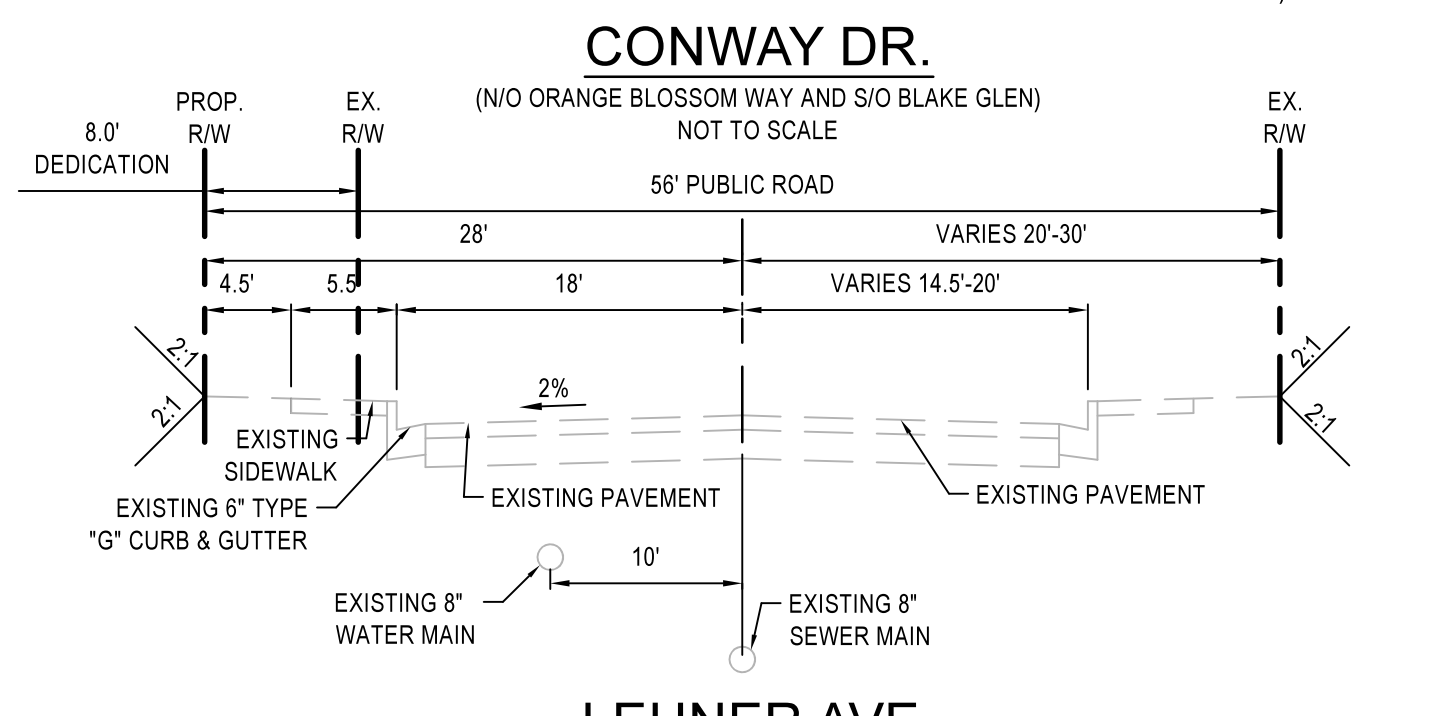 CONWAY DR.
(N/O ORANGE BLOSSOM WAY AND S/O BLAKE GLEN)
NOT TO SCALE
PROP.
R/W
EX.
R/W
EX.
R/W
8.0'
DEDICATION
56' PUBLIC ROAD
28'
VARIES 20'-30'
4.5'
5.5
18'
VARIES 14.5'-20'
2:1
2:1
2%
2:1
2:1
EXISTING
SIDEWALK
EXISTING 6" TYPE
"G" CURB & GUTTER
EXISTING PAVEMENT
EXISTING PAVEMENT
10'
EXISTING 8"
WATER MAIN
EXISTING 8"
SEWER MAIN
LEHNER AVE